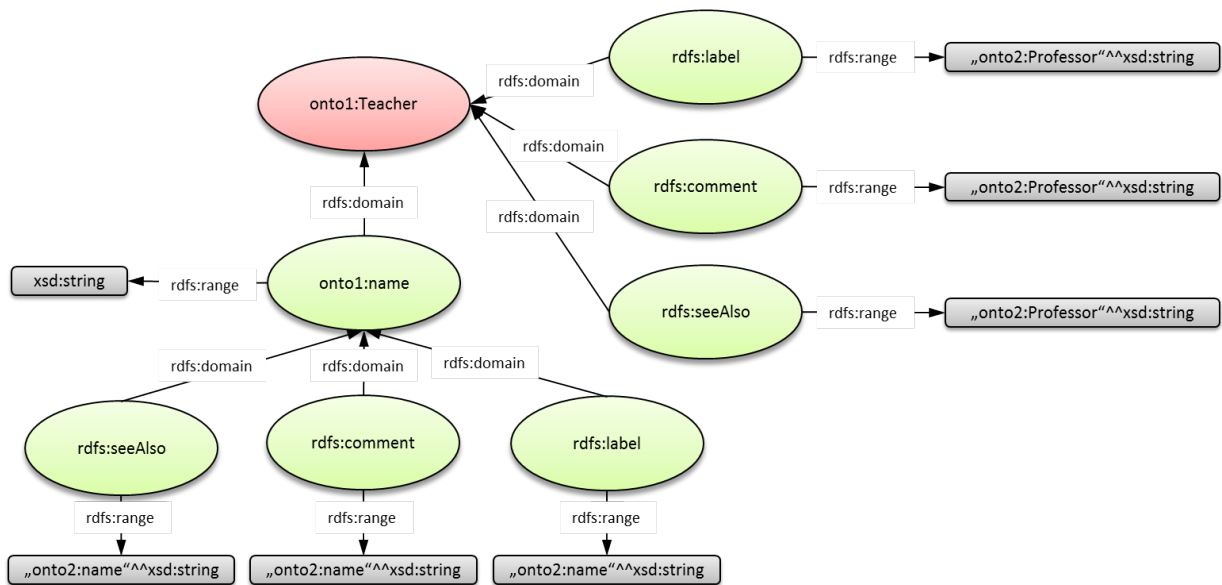 rdfs:label
rdfs:range
„onto2:Professor“^^xsd:string
rdfs:domain
onto1:Teacher
rdfs:domain
rdfs:comment
rdfs:range
„onto2:Professor“^^xsd:string
rdfs:domain
rdfs:domain
xsd:string
rdfs:range
onto1:name
rdfs:seeAlso
rdfs:range
„onto2:Professor“^^xsd:string
rdfs:domain
rdfs:domain
rdfs:domain
rdfs:seeAlso
rdfs:comment
rdfs:label
rdfs:range
rdfs:range
rdfs:range
„onto2:name“^^xsd:string
„onto2:name“^^xsd:string
„onto2:name“^^xsd:string